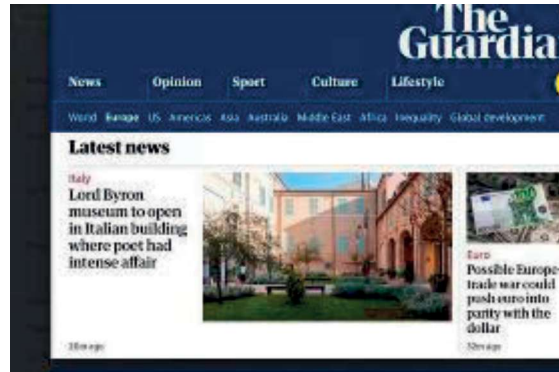 The
Guardia
News Opinion Sport Culture Lifestyle
World Europe US Americas Asia Australia Middle East Africa Inequality Global development
Latest news
Italy
Lord Byron
museum to open
in Italian building
where poet had
intense affair
Euro
Possible Europe
trade war could
push euro into
parity with the
dollar